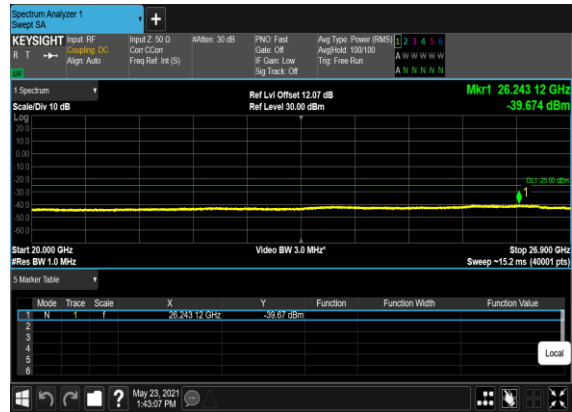 Spectrum Analyzer 1
Swept SA
+
KEYSIGHT Input: RF Input Z: 50 Ω #Atten: 30 dB PNO: Fast Avg Type: Power (RMS) 1 2 3 4 5 6
R T Coupling: DC Corr CCorr Gate: Off Avg|Hold: 100/100 A W W W W W
Align: Auto Freq Ref: Int (S) IF Gain: Low Trig: Free Run A N N N N N
Sig Track: Off
1 Spectrum Ref Lvl Offset 12.07 dB Mkr1 26.243 12 GHz
Scale/Div 10 dB Ref Level 30.00 dBm -39.674 dBm
Log
20.0
10.0
0.00
-10.0
-20.0
DL1 -25.00 dBm
-30.0
1
-40.0
-50.0
-60.0
Start 20.000 GHz Video BW 3.0 MHz* Stop 26.900 GHz
#Res BW 1.0 MHz Sweep ~15.2 ms (40001 pts)
5 Marker Table
Mode Trace Scale X Y Function Function Width Function Value
1 N 1 f 26.243 12 GHz -39.67 dBm
2
3
4
5
6
Local
? May 23, 2021
1:43:07 PM